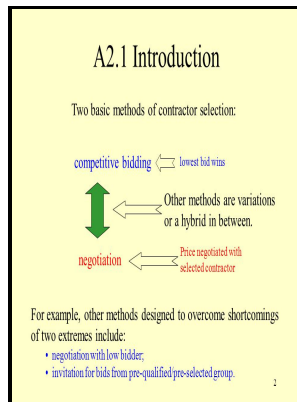 A2.1 Introduction
Two basic methods of contractor selection:
competitive bidding
lowest bid wins
Other methods are variations
or a hybrid in between.
negotiation
Price negotiated with
selected contractor
For example, other methods designed to overcome shortcomings
of two extremes include:
• negotiation with low bidder;
• invitation for bids from pre-qualified/pre-selected group.
2